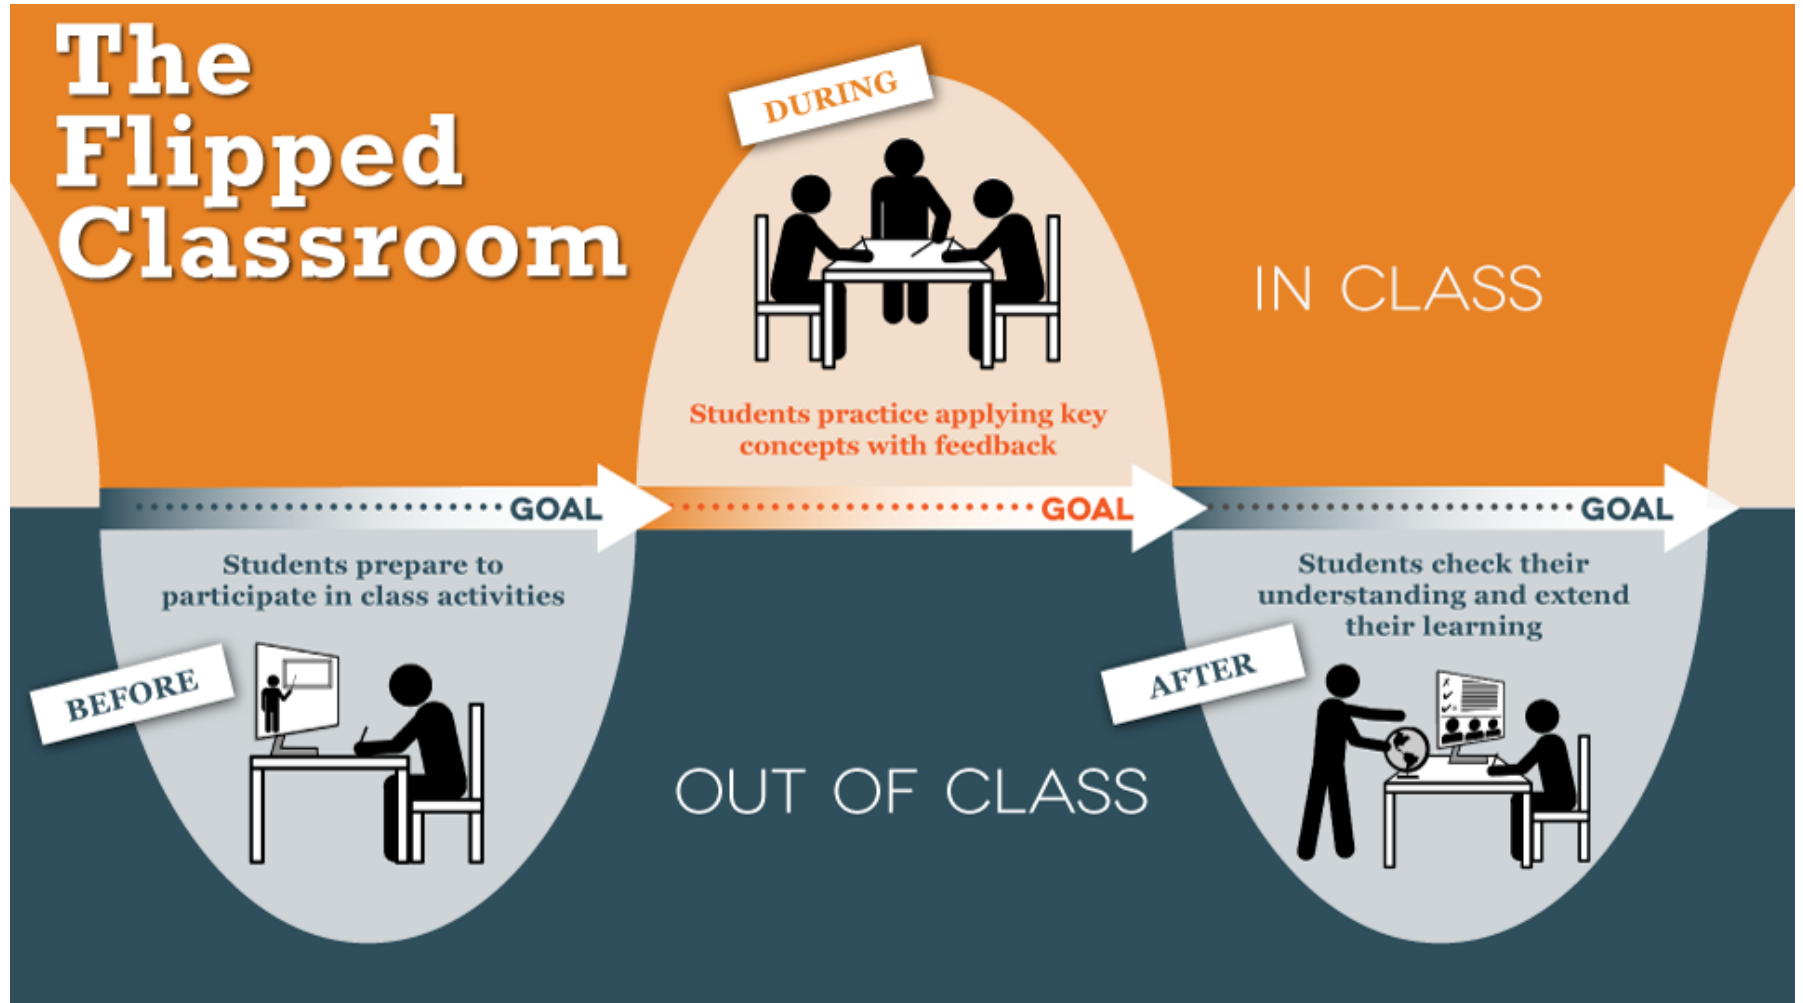 The
Flipped
Classroom
DURING
IN CLASS
Students practice applying key
concepts with feedback
GOAL
GOAL
GOAL
Students prepare to
participate in class activities
BEFORE
OUT OF CLASS
Students check their
understanding and extend
their learning
AFTER